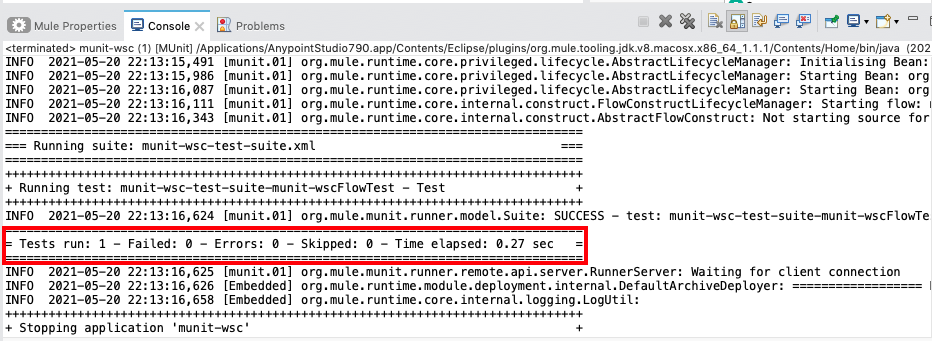 Mule Properties Console Problems
<terminated> munit-wsc (1) [MUnit] /Applications/AnypointStudio790.app/Contents/Eclipse/plugins/org.mule.tooling.jdk.v8.macosx.x86_64_1.1.1/Contents/Home/bin/java (202
INFO 2021-05-20 22:13:15,491 [munit.01] org.mule.runtime.core.privileged.lifecycle.AbstractLifecycleManager: Initialising Bean:
INFO 2021-05-20 22:13:15,986 [munit.01] org.mule.runtime.core.privileged.lifecycle.AbstractLifecycleManager: Starting Bean: org
INFO 2021-05-20 22:13:16,087 [munit.01] org.mule.runtime.core.privileged.lifecycle.AbstractLifecycleManager: Starting Bean: org
INFO 2021-05-20 22:13:16,111 [munit.01] org.mule.runtime.core.internal.construct.FlowConstructLifecycleManager: Starting flow:
INFO 2021-05-20 22:13:16,343 [munit.01] org.mule.runtime.core.internal.construct.AbstractFlowConstruct: Not starting source for
================================================================================
=== Running suite: munit-wsc-test-suite.xml ===
================================================================================
++++++++++++++++++++++++++++++++++++++++++++++++++++++++++++++++++++++++++++++++
+ Running test: munit-wsc-test-suite-munit-wscFlowTest - Test +
++++++++++++++++++++++++++++++++++++++++++++++++++++++++++++++++++++++++++++++++
INFO 2021-05-20 22:13:16,624 [munit.01] org.mule.munit.runner.model.Suite: SUCCESS - test: munit-wsc-test-suite-munit-wscFlowTe
================================================================================
= Tests run: 1 - Failed: 0 - Errors: 0 - Skipped: 0 - Time elapsed: 0.27 sec =
================================================================================
INFO 2021-05-20 22:13:16,625 [munit.01] org.mule.munit.runner.remote.api.server.RunnerServer: Waiting for client connection
INFO 2021-05-20 22:13:16,626 [Embedded] org.mule.runtime.module.deployment.internal.DefaultArchiveDeployer: ==================
INFO 2021-05-20 22:13:16,658 [Embedded] org.mule.runtime.core.internal.logging.LogUtil:
++++++++++++++++++++++++++++++++++++++++++++++++++++++++++++++++++++++++++++++++
+ Stopping application 'munit-wsc' +